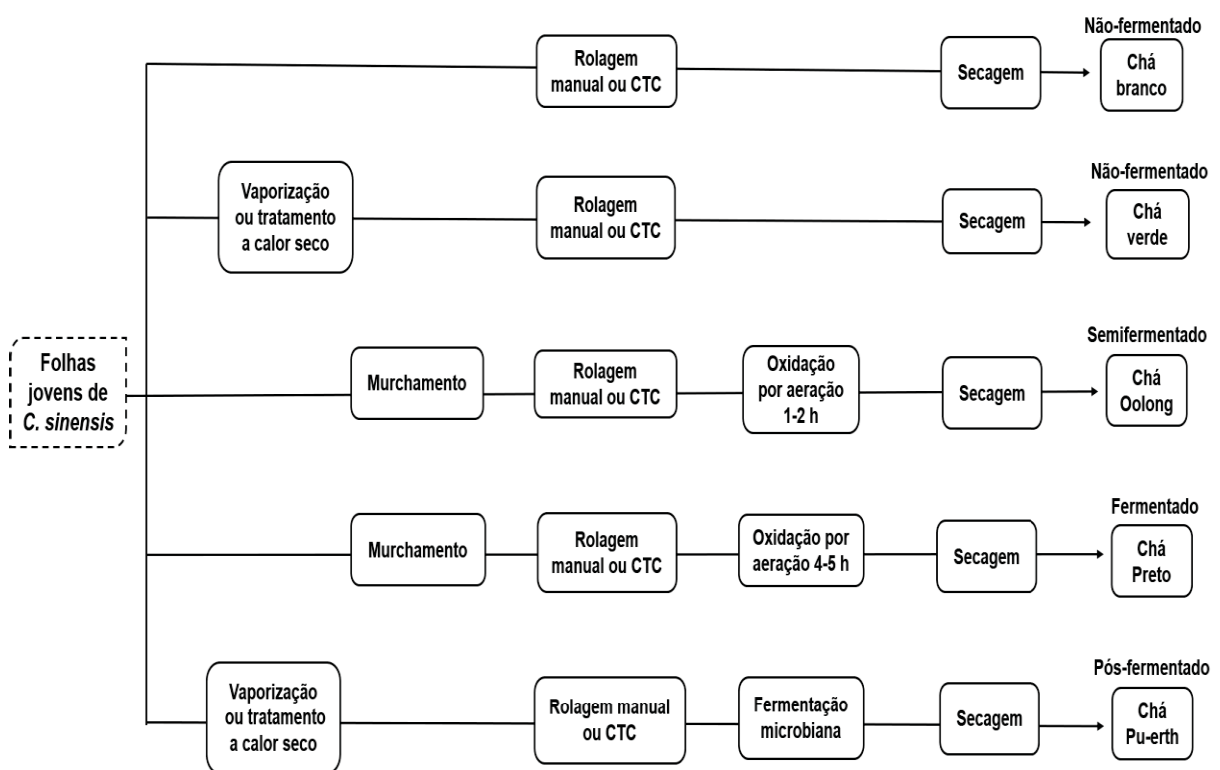 Não-fermentado
Rolagem
manual ou CTC
Secagem
Chá
branco
Não-fermentado
Vaporização
ou tratamento
a calor seco
Rolagem
manual ou CTC
Secagem
Chá
verde
Folhas
jovens de
C. sinensis
Semifermentado
Murchamento
Rolagem
manual ou CTC
Oxidação
por aeração
1-2 h
Secagem
Chá
Oolong
Fermentado
Murchamento
Rolagem
manual ou CTC
Oxidação por
aeração 4-5 h
Secagem
Chá
Preto
Pós-fermentado
Vaporização
ou tratamento
a calor seco
Rolagem manual
ou CTC
Fermentação
microbiana
Secagem
Chá
Pu-erth